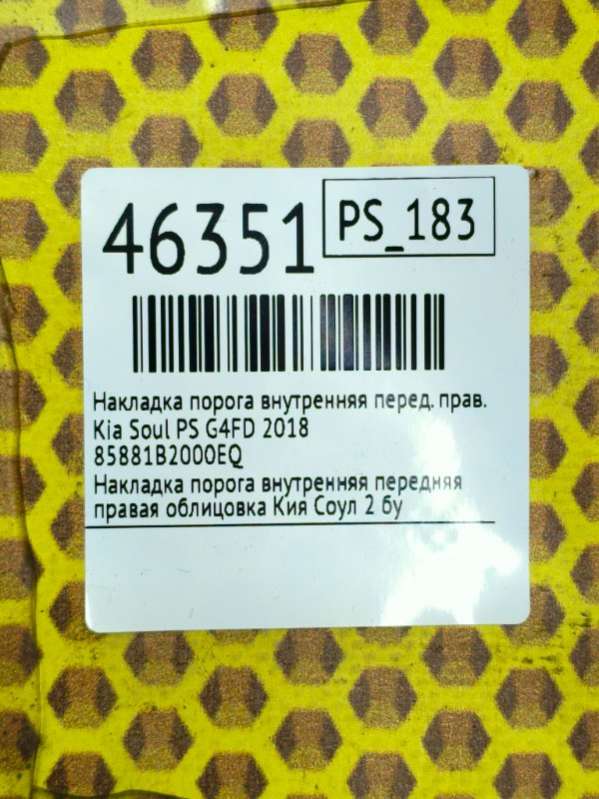 46351
PS_183
Накладка порога внутренняя перед. прав.
Kia Soul PS G4FD 2018
85881B2000EQ
Накладка порога внутренняя передняя
правая облицовка Кия Соул 2 бу